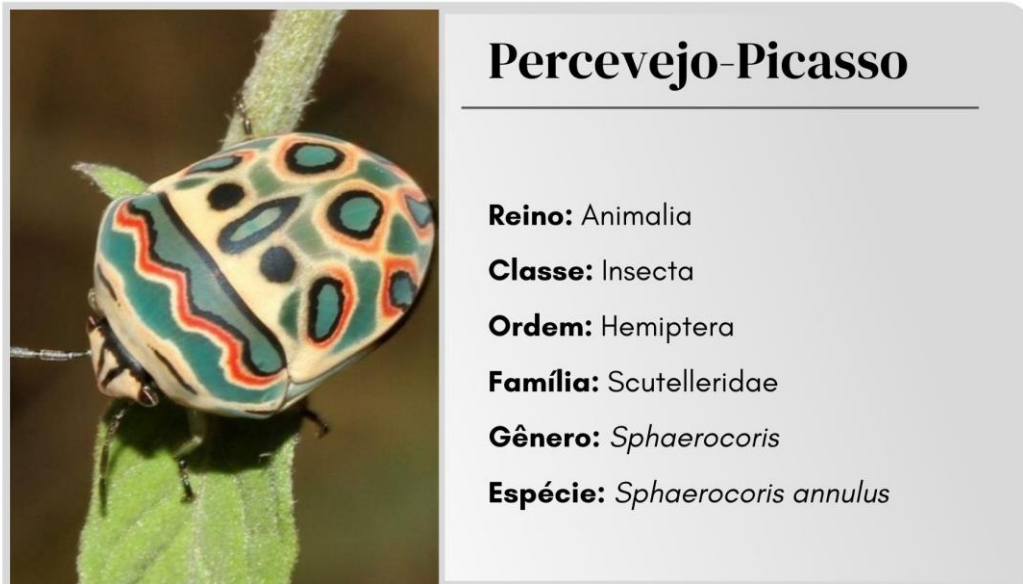 Percevejo-Picasso
Reino: Animalia
Classe: Insecta
Ordem: Hemiptera
Família: Scutelleridae
Gênero: Sphaerocoris
Espécie: Sphaerocoris annulus